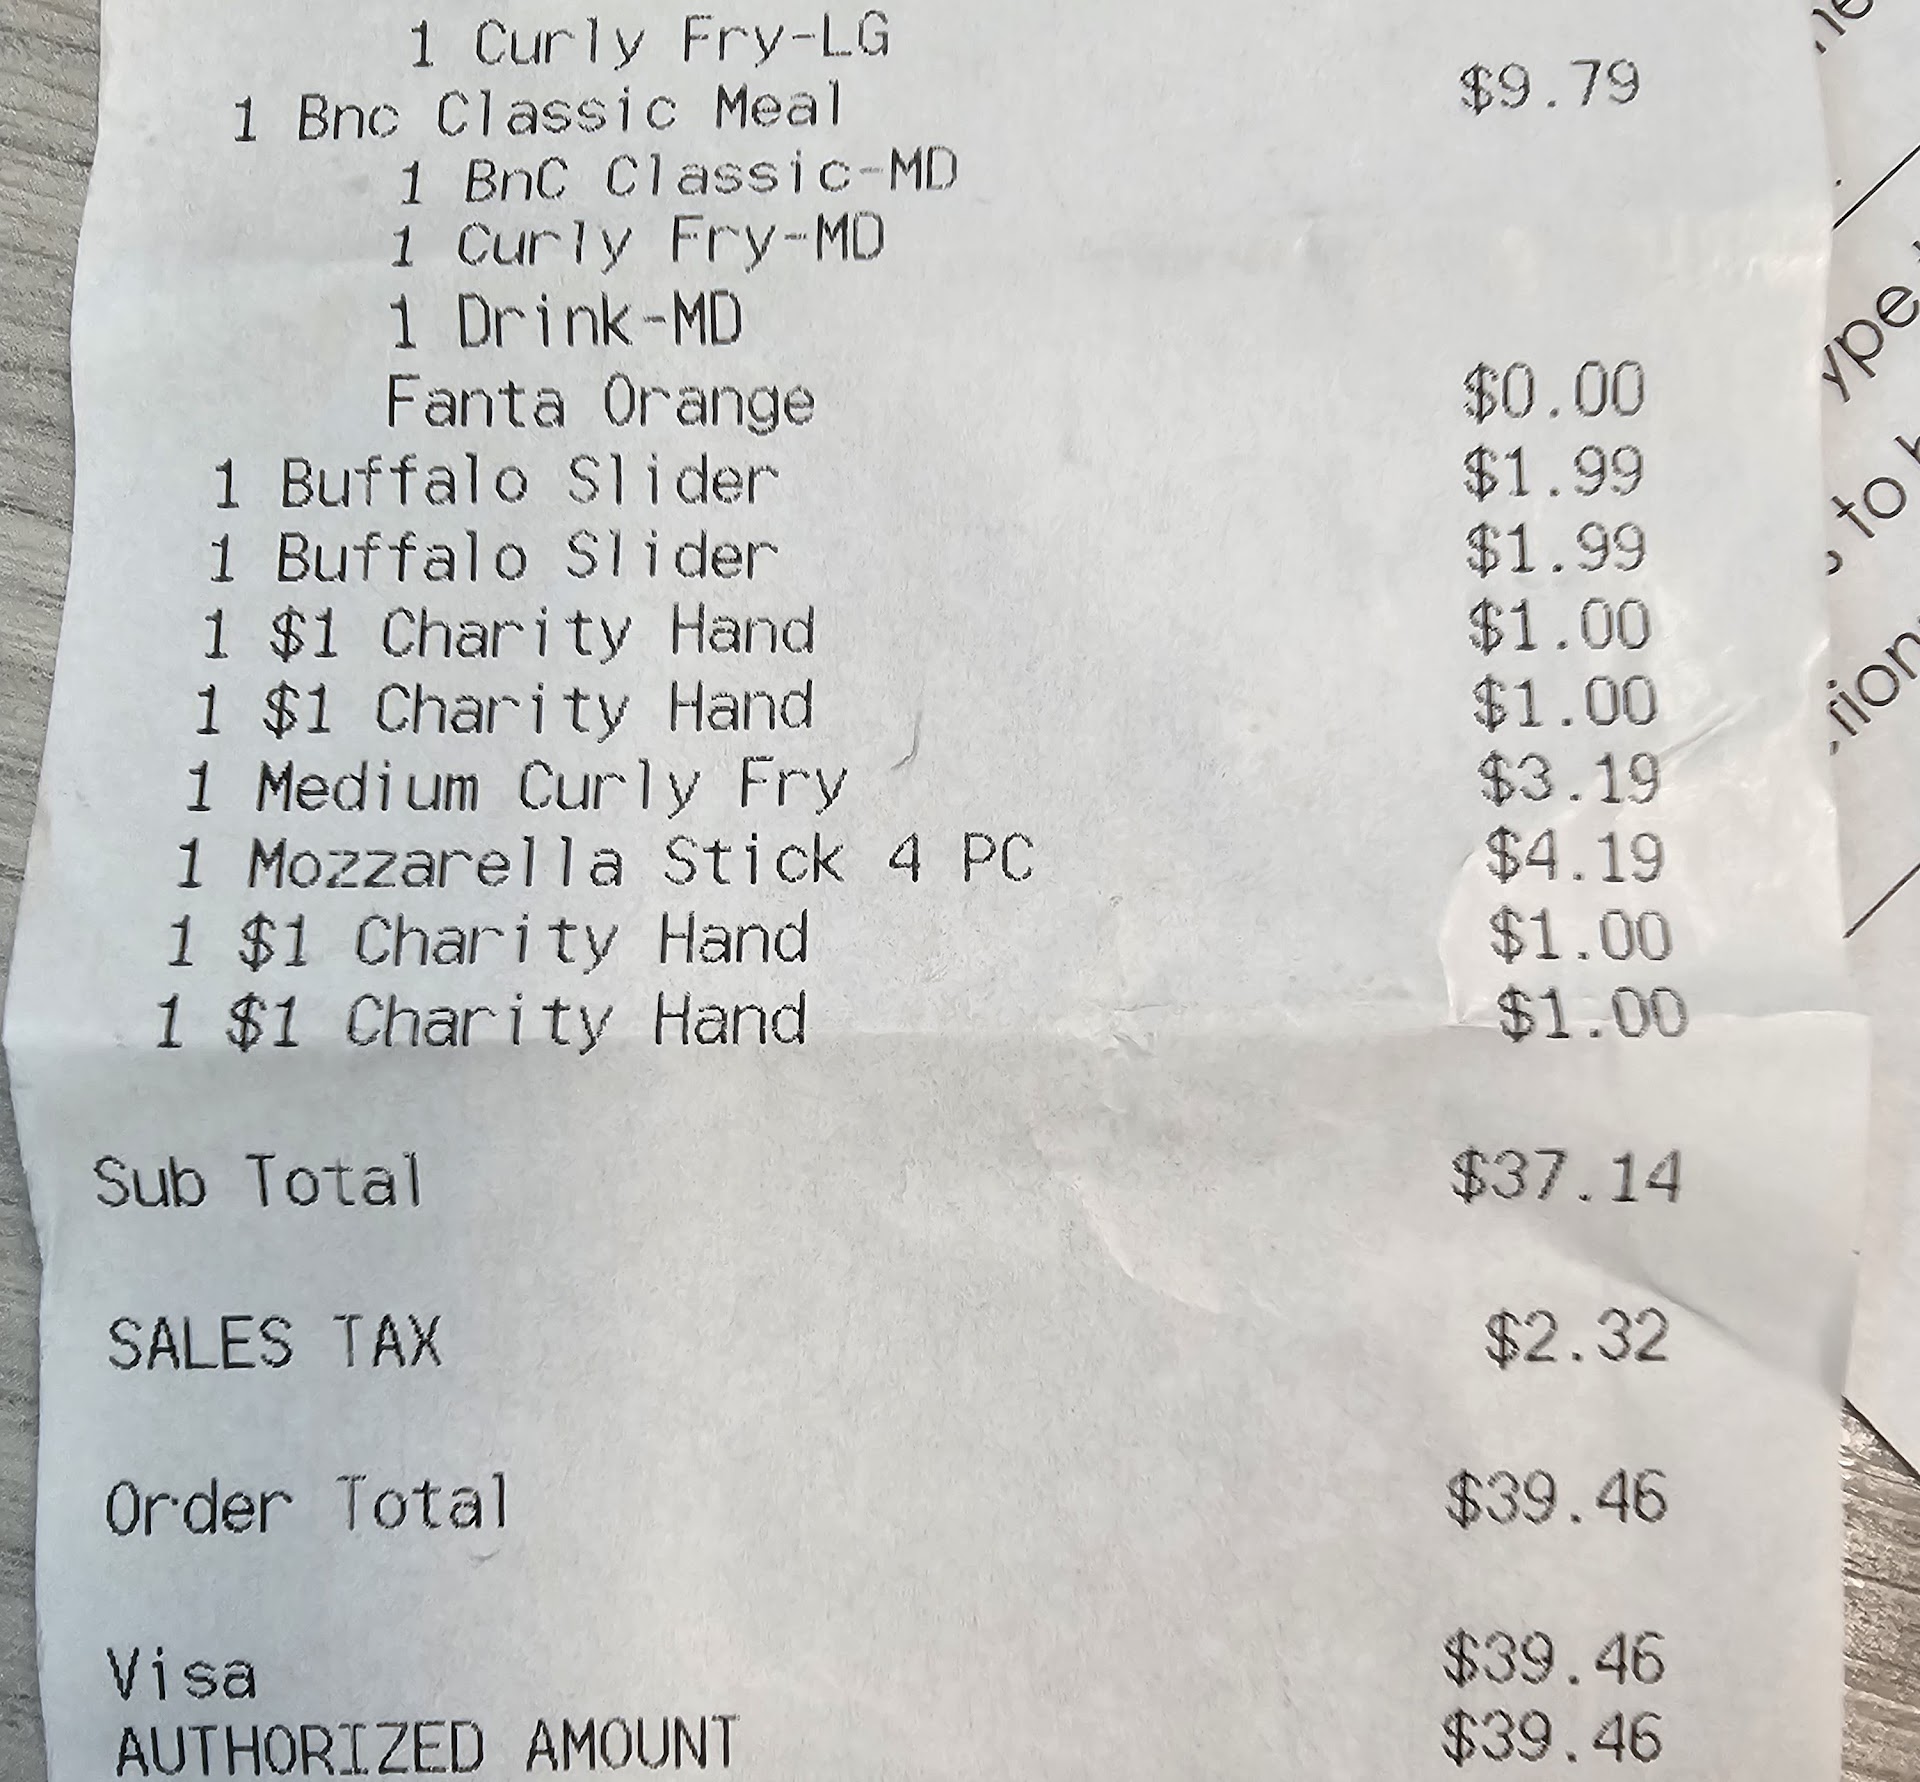 1 Curly Fry-LG
1 Bnc Classic Meal $9.79
1 BnC Classic-MD
1 Curly Fry-MD
1 Drink-MD
Fanta Orange $0.00
1 Buffalo Slider $1.99
1 Buffalo Slider $1.99
1 $1 Charity Hand $1.00
1 $1 Charity Hand $1.00
1 Medium Curly Fry $3.19
1 Mozzarella Stick 4 PC $4.19
1 $1 Charity Hand $1.00
1 $1 Charity Hand $1.00
Sub Total $37.14
SALES TAX $2.32
Order Total $39.46
Visa $39.46
AUTHORIZED AMOUNT $39.46
to